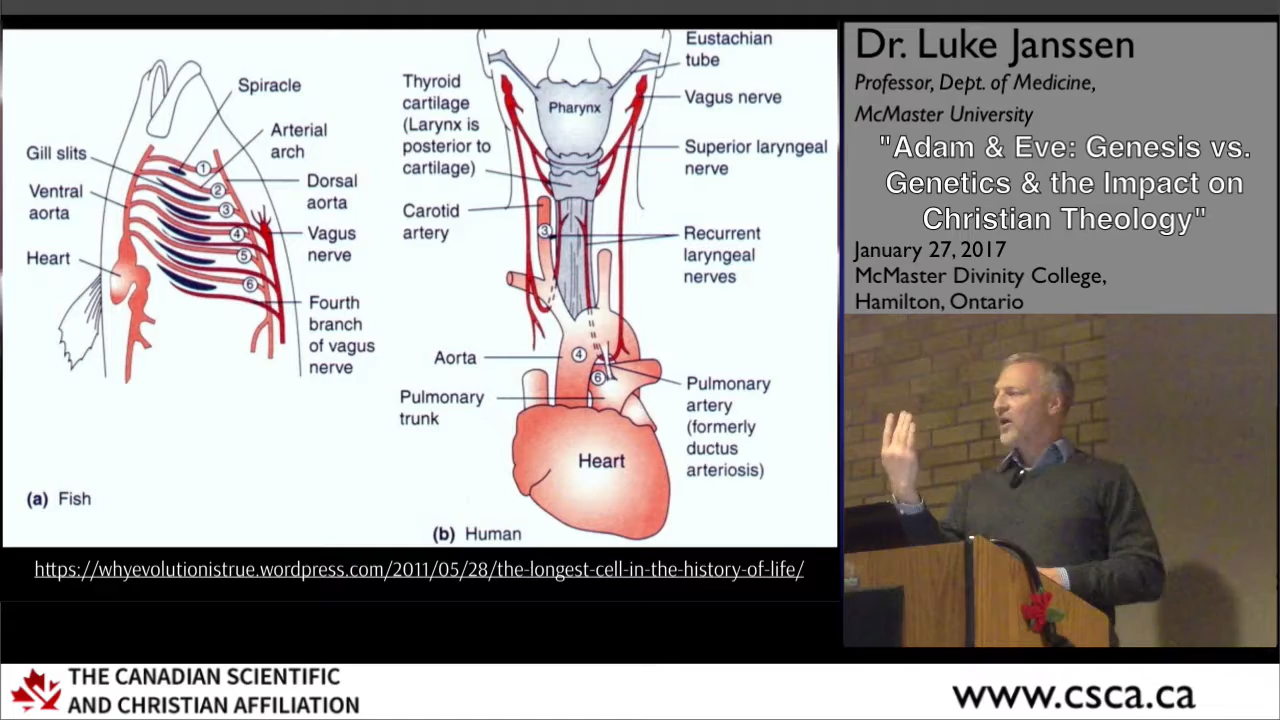 Spiracle
Arterial
arch
Gill slits
Ventral
aorta
Dorsal
aorta
Vagus
nerve
Heart
Fourth
branch
of vagus
nerve
1
2
3
4
5
6
(a) Fish
Eustachian
tube
Thyroid
cartilage
(Larynx is
posterior to
cartilage)
Pharynx
Vagus nerve
Superior laryngeal
nerve
Carotid
artery
3
Recurrent
laryngeal
nerves
Aorta
4
6
Pulmonary
trunk
Pulmonary
artery
(formerly
ductus
arteriosis)
Heart
(b) Human
https://whyevolutionistrue.wordpress.com/2011/05/28/the-longest-cell-in-the-history-of-life/
Dr. Luke Janssen
Professor, Dept. of Medicine,
McMaster University
"Adam & Eve: Genesis vs.
Genetics & the Impact on
Christian Theology"
January 27, 2017
McMaster Divinity College,
Hamilton, Ontario
THE CANADIAN SCIENTIFIC
AND CHRISTIAN AFFILIATION
www.csca.ca